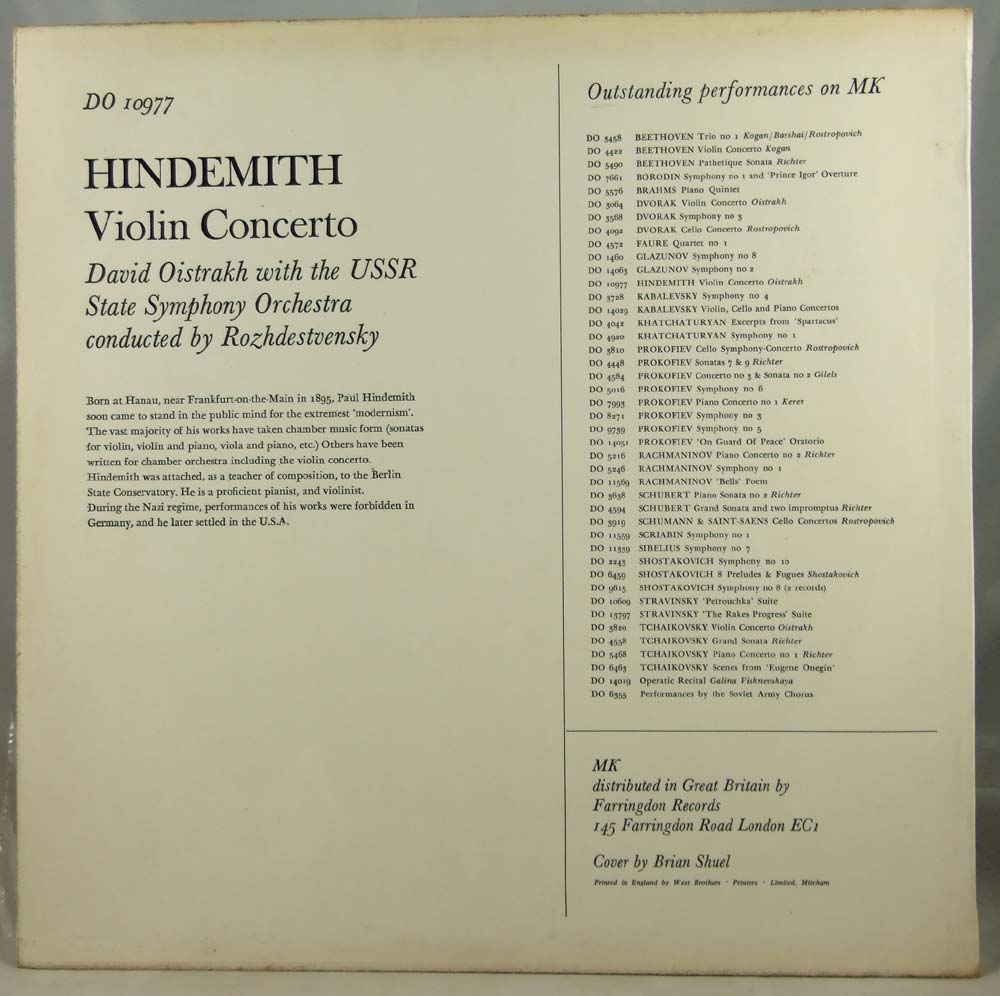 DO 10977
HINDEMITH
Violin Concerto
David Oistrakh with the USSR
State Symphony Orchestra
conducted by Rozhdestvensky
Born at Hanau, near Frankfurt-on-the-Main in 1895, Paul Hindemith
soon came to stand in the public mind for the extremest 'modernism'.
The vast majority of his works have taken chamber music form (sonatas
for violin, violin and piano, viola and piano, etc.) Others have been
written for chamber orchestra including the violin concerto.
Hindemith was attached, as a teacher of composition, to the Berlin
State Conservatory. He is a proficient pianist, and violinist.
During the Nazi regime, performances of his works were forbidden in
Germany, and he later settled in the U.S.A.
Outstanding performances on MK
DO 3458 BEETHOVEN Trio no 1 Kogan/Barshai/Rostropovich
DO 4422 BEETHOVEN Violin Concerto Kogan
DO 5490 BEETHOVEN Pathetique Sonata Richter
DO 7661 BORODIN Symphony no 1 and 'Prince Igor' Overture
DO 5576 BRAHMS Piano Quintet
DO 3064 DVORAK Violin Concerto Oistrakh
DO 3568 DVORAK Symphony no 3
DO 4092 DVORAK Cello Concerto Rostropovich
DO 4572 FAURE Quartet no 1
DO 1460 GLAZUNOV Symphony no 8
DO 14063 GLAZUNOV Symphony no 2
DO 10977 HINDEMITH Violin Concerto Oistrakh
DO 3728 KABALEVSKY Symphony no 4
DO 14029 KABALEVSKY Violin, Cello and Piano Concertos
DO 4042 KHATCHATURYAN Excerpts from 'Spartacus'
DO 4920 KHATCHATURYAN Symphony no 1
DO 3810 PROKOFIEV Cello Symphony-Concerto Rostropovich
DO 4448 PROKOFIEV Sonatas 7 & 9 Richter
DO 4584 PROKOFIEV Concerto no 3 & Sonata no 2 Gilels
DO 5016 PROKOFIEV Symphony no 6
DO 7993 PROKOFIEV Piano Concerto no 1 Kerer
DO 8271 PROKOFIEV Symphony no 3
DO 9739 PROKOFIEV Symphony no 5
DO 14051 PROKOFIEV 'On Guard Of Peace' Oratorio
DO 5216 RACHMANINOV Piano Concerto no 2 Richter
DO 5246 RACHMANINOV Symphony no 1
DO 11569 RACHMANINOV 'Bells' Poem
DO 3638 SCHUBERT Piano Sonata no 2 Richter
DO 4594 SCHUBERT Grand Sonata and two impromptus Richter
DO 3919 SCHUMANN & SAINT-SAENS Cello Concertos Rostropovich
DO 11559 SCRIABIN Symphony no 1
DO 11339 SIBELIUS Symphony no 7
DO 2243 SHOSTAKOVICH Symphony no 10
DO 6459 SHOSTAKOVICH 8 Preludes & Fugues Shostakovich
DO 9615 SHOSTAKOVICH Symphony no 8 (2 records)
DO 10609 STRAVINSKY 'Petrouchka' Suite
DO 13797 STRAVINSKY 'The Rakes Progress' Suite
DO 3820 TCHAIKOVSKY Violin Concerto Oistrakh
DO 4558 TCHAIKOVSKY Grand Sonata Richter
DO 5468 TCHAIKOVSKY Piano Concerto no 1 Richter
DO 6463 TCHAIKOVSKY Scenes from 'Eugene Onegin'
DO 14019 Operatic Recital Galina Vishnevskaya
DO 6355 Performances by the Soviet Army Chorus
MK
distributed in Great Britain by
Farringdon Records
145 Farringdon Road London EC1
Cover by Brian Shuel
Printed in England by West Brothers · Printers · Limited, Mitcham